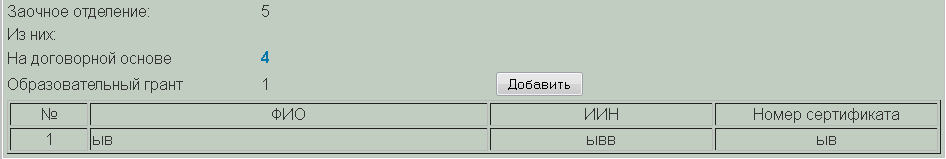 Заочное отделение: 5
Из них:
На договорной основе 4
Образовательный грант 1 Добавить
№ ФИО ИИН Номер сертификата
1 ыв ывв ыв